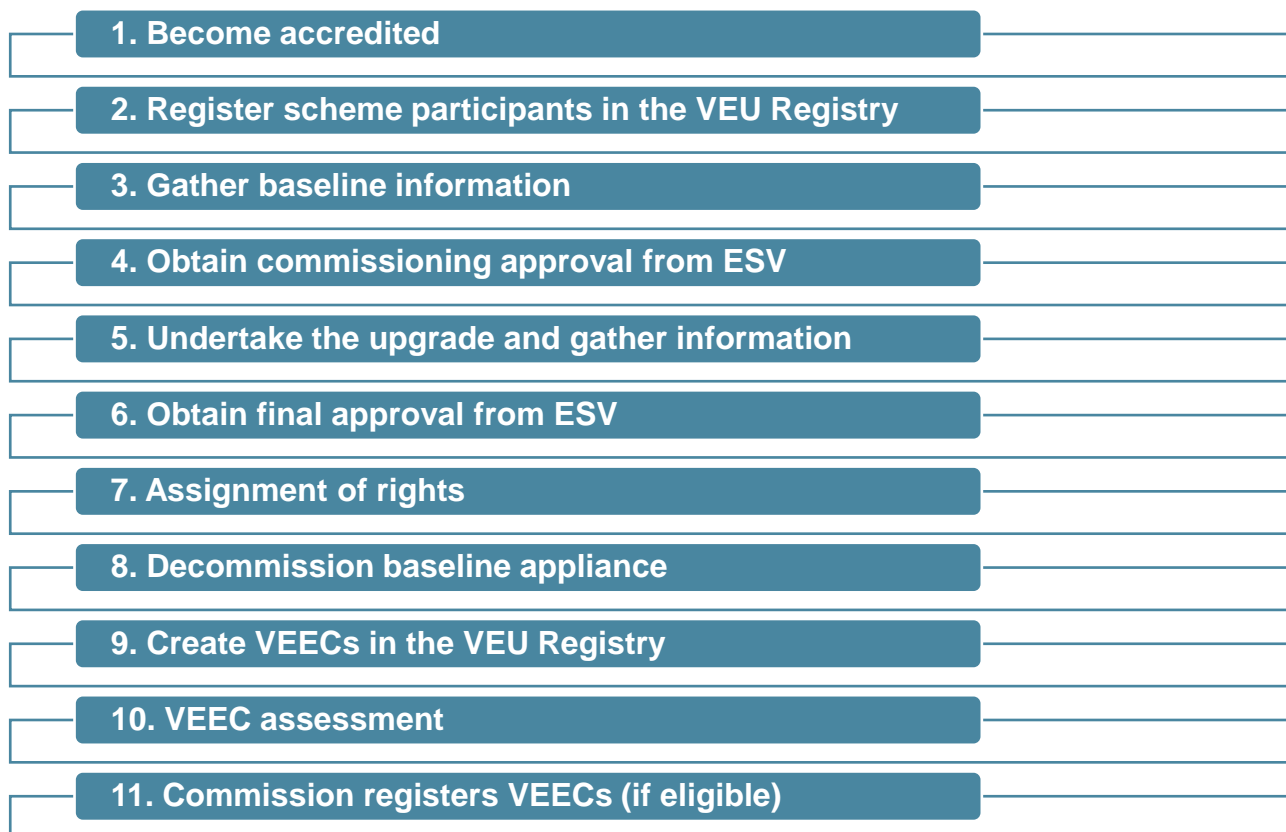 1. Become accredited
2. Register scheme participants in the VEU Registry
3. Gather baseline information
4. Obtain commissioning approval from ESV
5. Undertake the upgrade and gather information
6. Obtain final approval from ESV
7. Assignment of rights
8. Decommission baseline appliance
9. Create VEECs in the VEU Registry
10. VEEC assessment
11. Commission registers VEECs (if eligible)